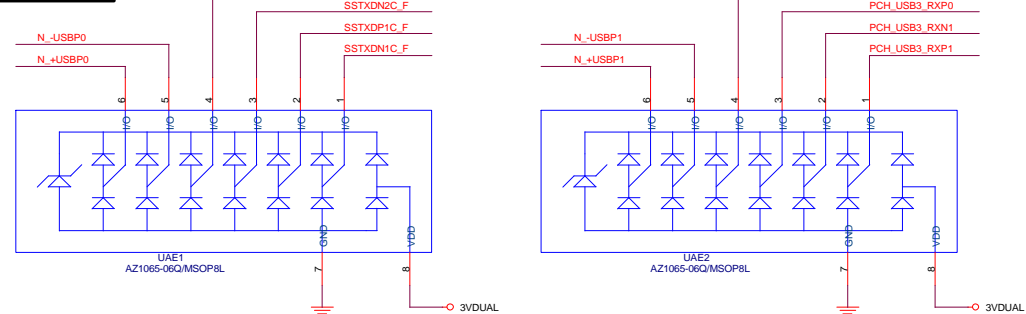 SSTXDN2C_F
SSTXDP1C_F
SSTXDN1C_F
N_-USBP0
N_+USBP0
6
5
4
3
2
1
I/O
I/O
I/O
I/O
I/O
I/O
GND
VDD
UAE1
AZ1065-06Q/MSOP8L
7
8
3VDUAL
PCH_USB3_RXP0
PCH_USB3_RXN1
PCH_USB3_RXP1
N_-USBP1
N_+USBP1
6
5
4
3
2
1
I/O
I/O
I/O
I/O
I/O
I/O
GND
VDD
UAE2
AZ1065-06Q/MSOP8L
7
8
3VDUAL